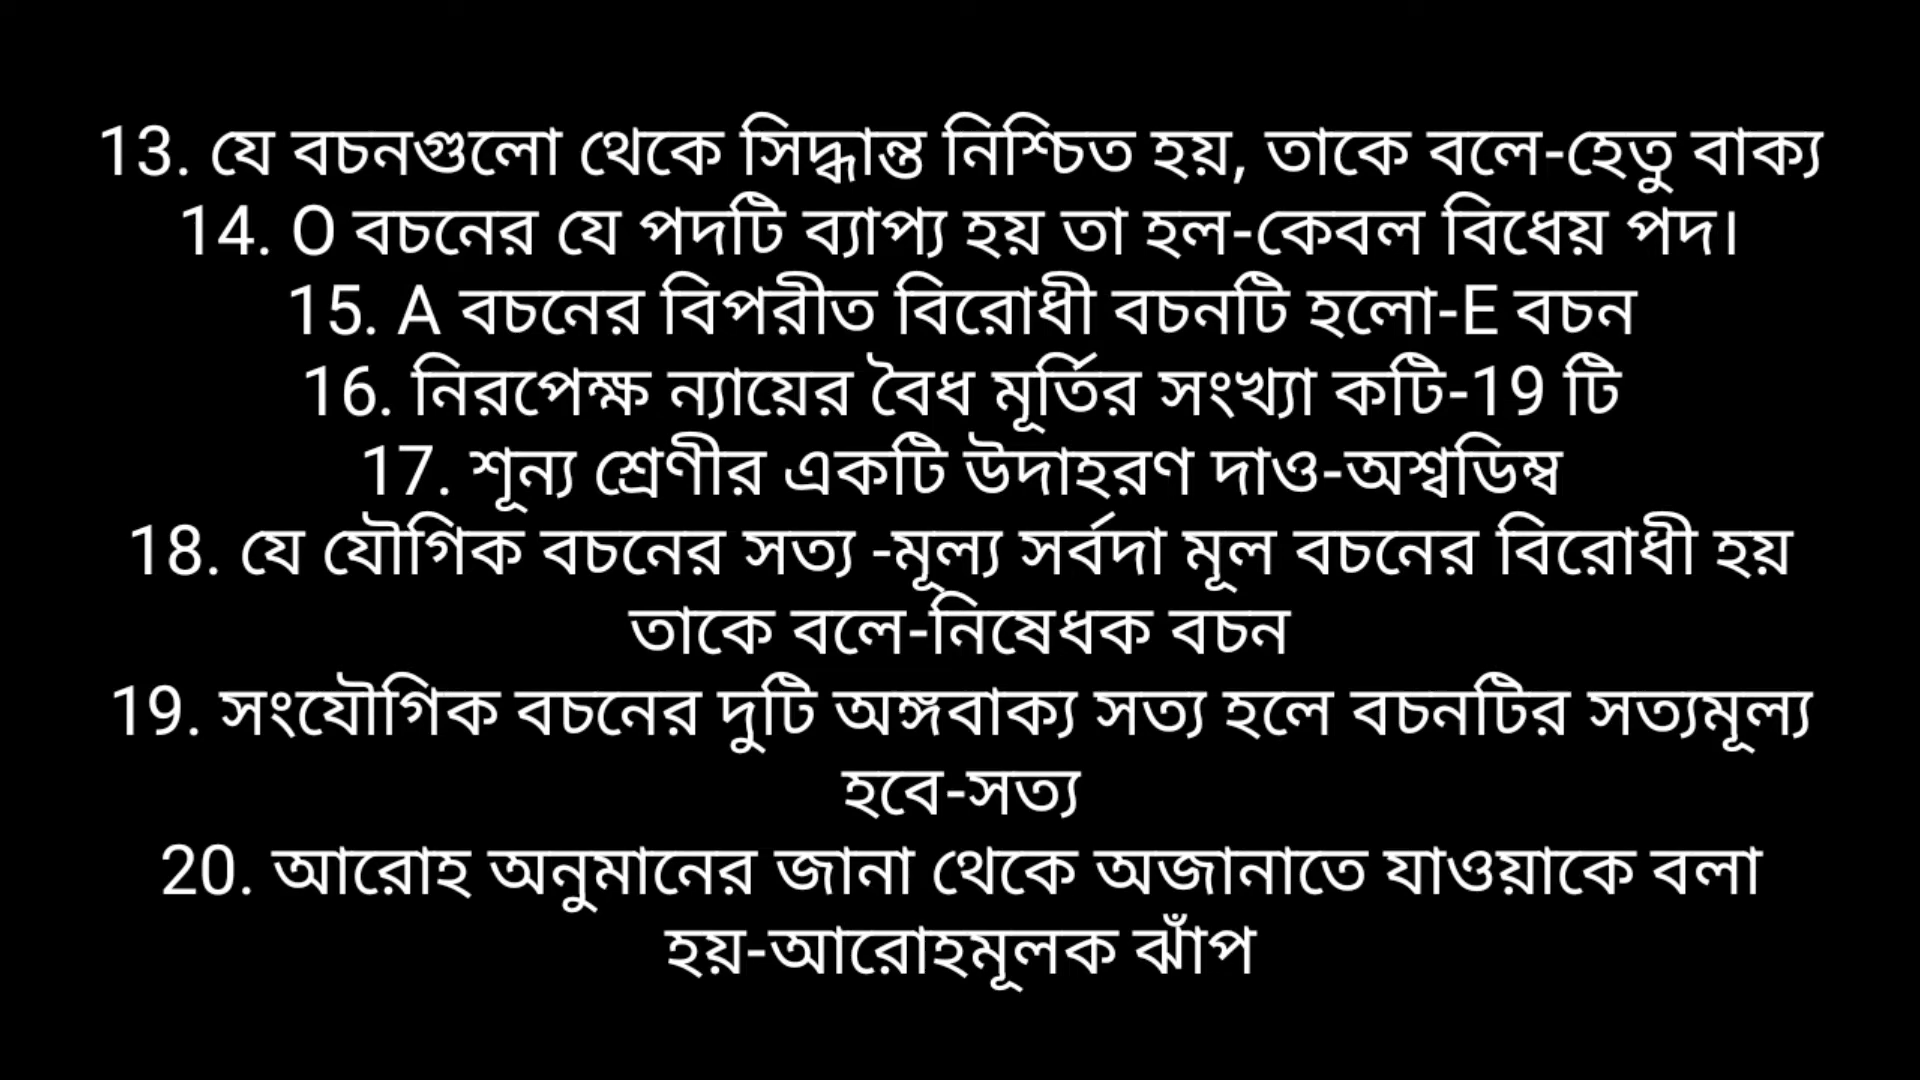 13. যে বচনগুলো থেকে সিদ্ধান্ত নিশ্চিত হয়, তাকে বলে-হেতু বাক্য
14. O বচনের যে পদটি ব্যাপ্য হয় তা হল-কেবল বিধেয় পদ।
15. A বচনের বিপরীত বিরোধী বচনটি হলো-E বচন
16. নিরপেক্ষ ন্যায়ের বৈধ মূর্তির সংখ্যা কটি-19 টি
17. শূন্য শ্রেণীর একটি উদাহরণ দাও-অশ্বডিম্ব
18. যে যৌগিক বচনের সত্য -মূল্য সর্বদা মূল বচনের বিরোধী হয়
তাকে বলে-নিষেধক বচন
19. সংযৌগিক বচনের দুটি অঙ্গবাক্য সত্য হলে বচনটির সত্যমূল্য
হবে-সত্য
20. আরোহ অনুমানের জানা থেকে অজানাতে যাওয়াকে বলা
হয়-আরোহমূলক ঝাঁপ